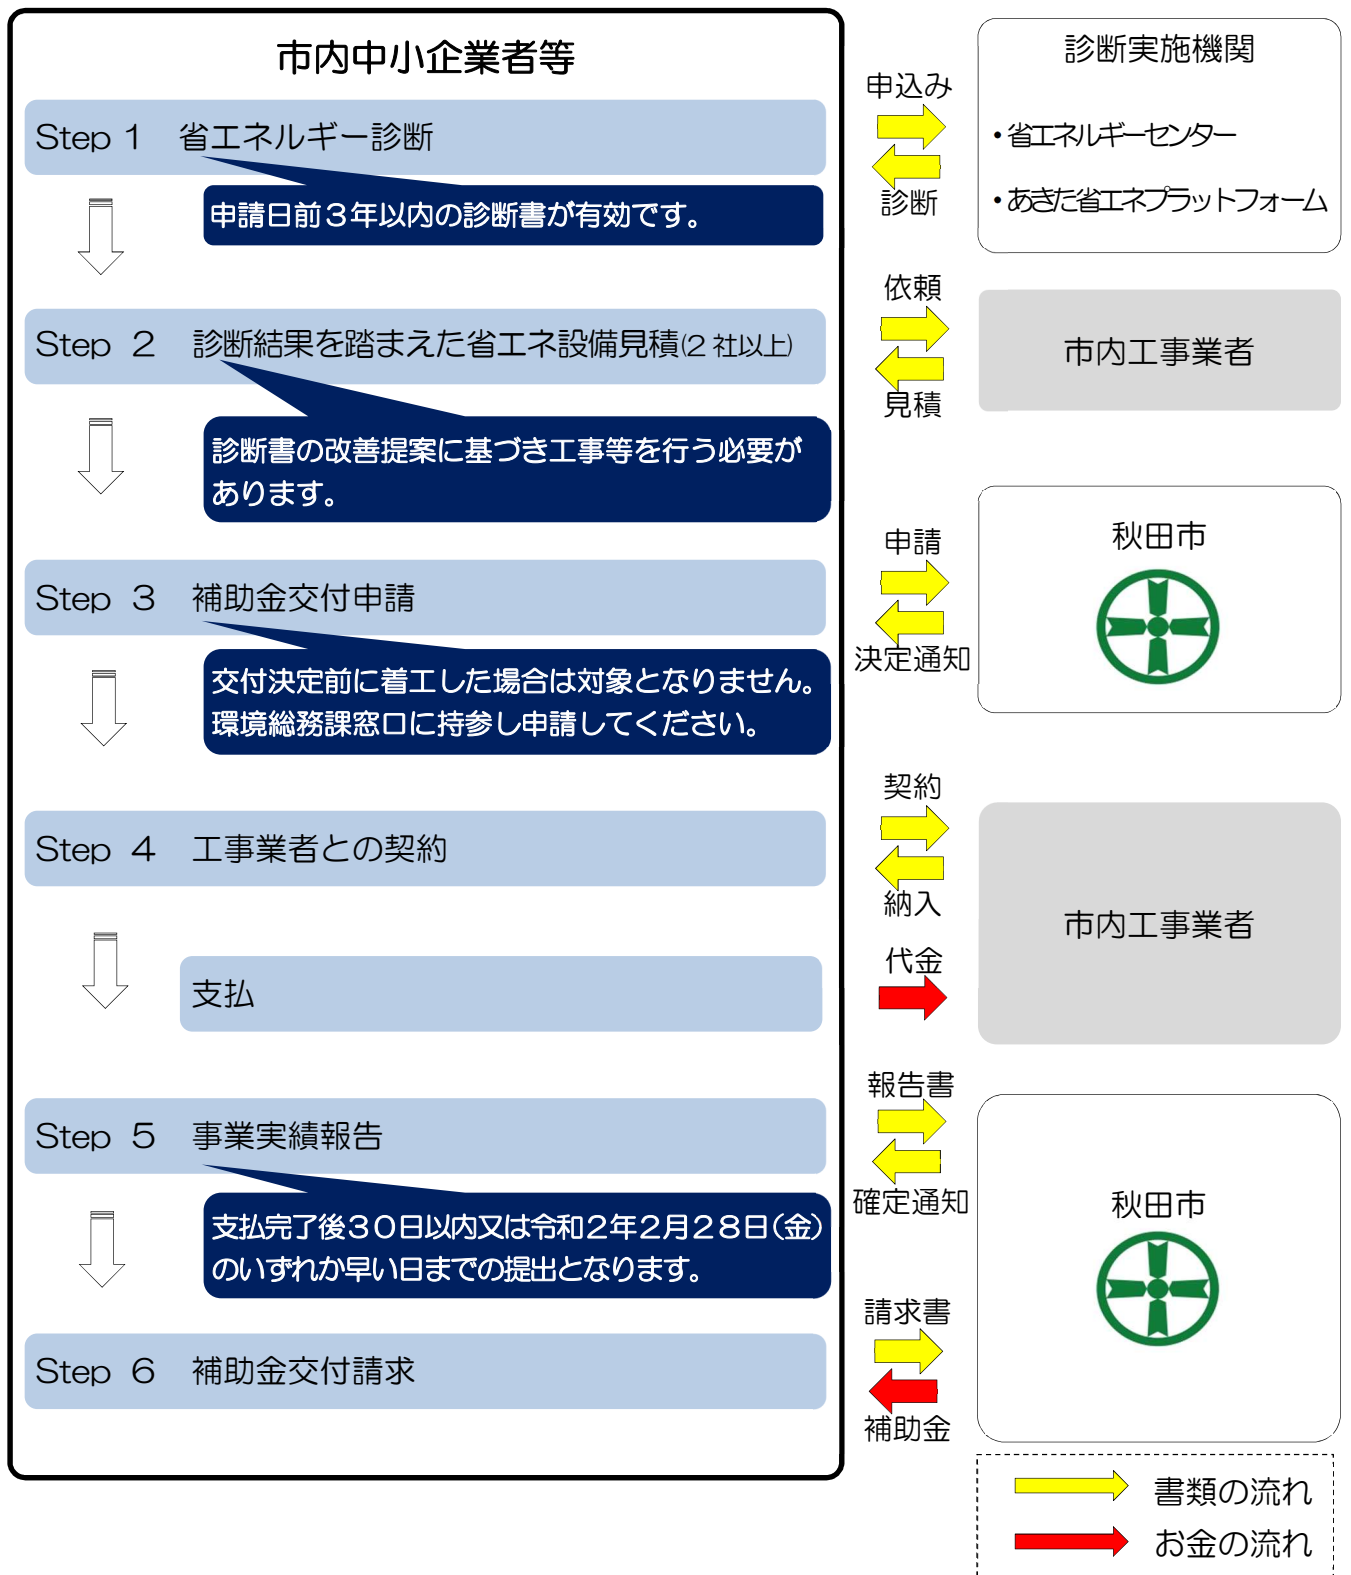 市内中小企業者等
Step 1 省エネルギー診断
申請日前３年以内の診断書が有効です。
申込み
診断
診断実施機関
・省エネルギーセンター
・あきた省エネプラットフォーム
Step 2 診断結果を踏まえた省エネ設備見積(2 社以上)
診断書の改善提案に基づき工事等を行う必要が
あります。
依頼
見積
市内工事業者
Step 3 補助金交付申請
交付決定前に着工した場合は対象となりません。
環境総務課窓口に持参し申請してください。
申請
決定通知
秋田市
Step 4 工事業者との契約
契約
納入
市内工事業者
支払
代金
Step 5 事業実績報告
支払完了後３０日以内又は令和２年２月２８日（金）
のいずれか早い日までの提出となります。
報告書
確定通知
秋田市
Step 6 補助金交付請求
請求書
補助金
書類の流れ
お金の流れ